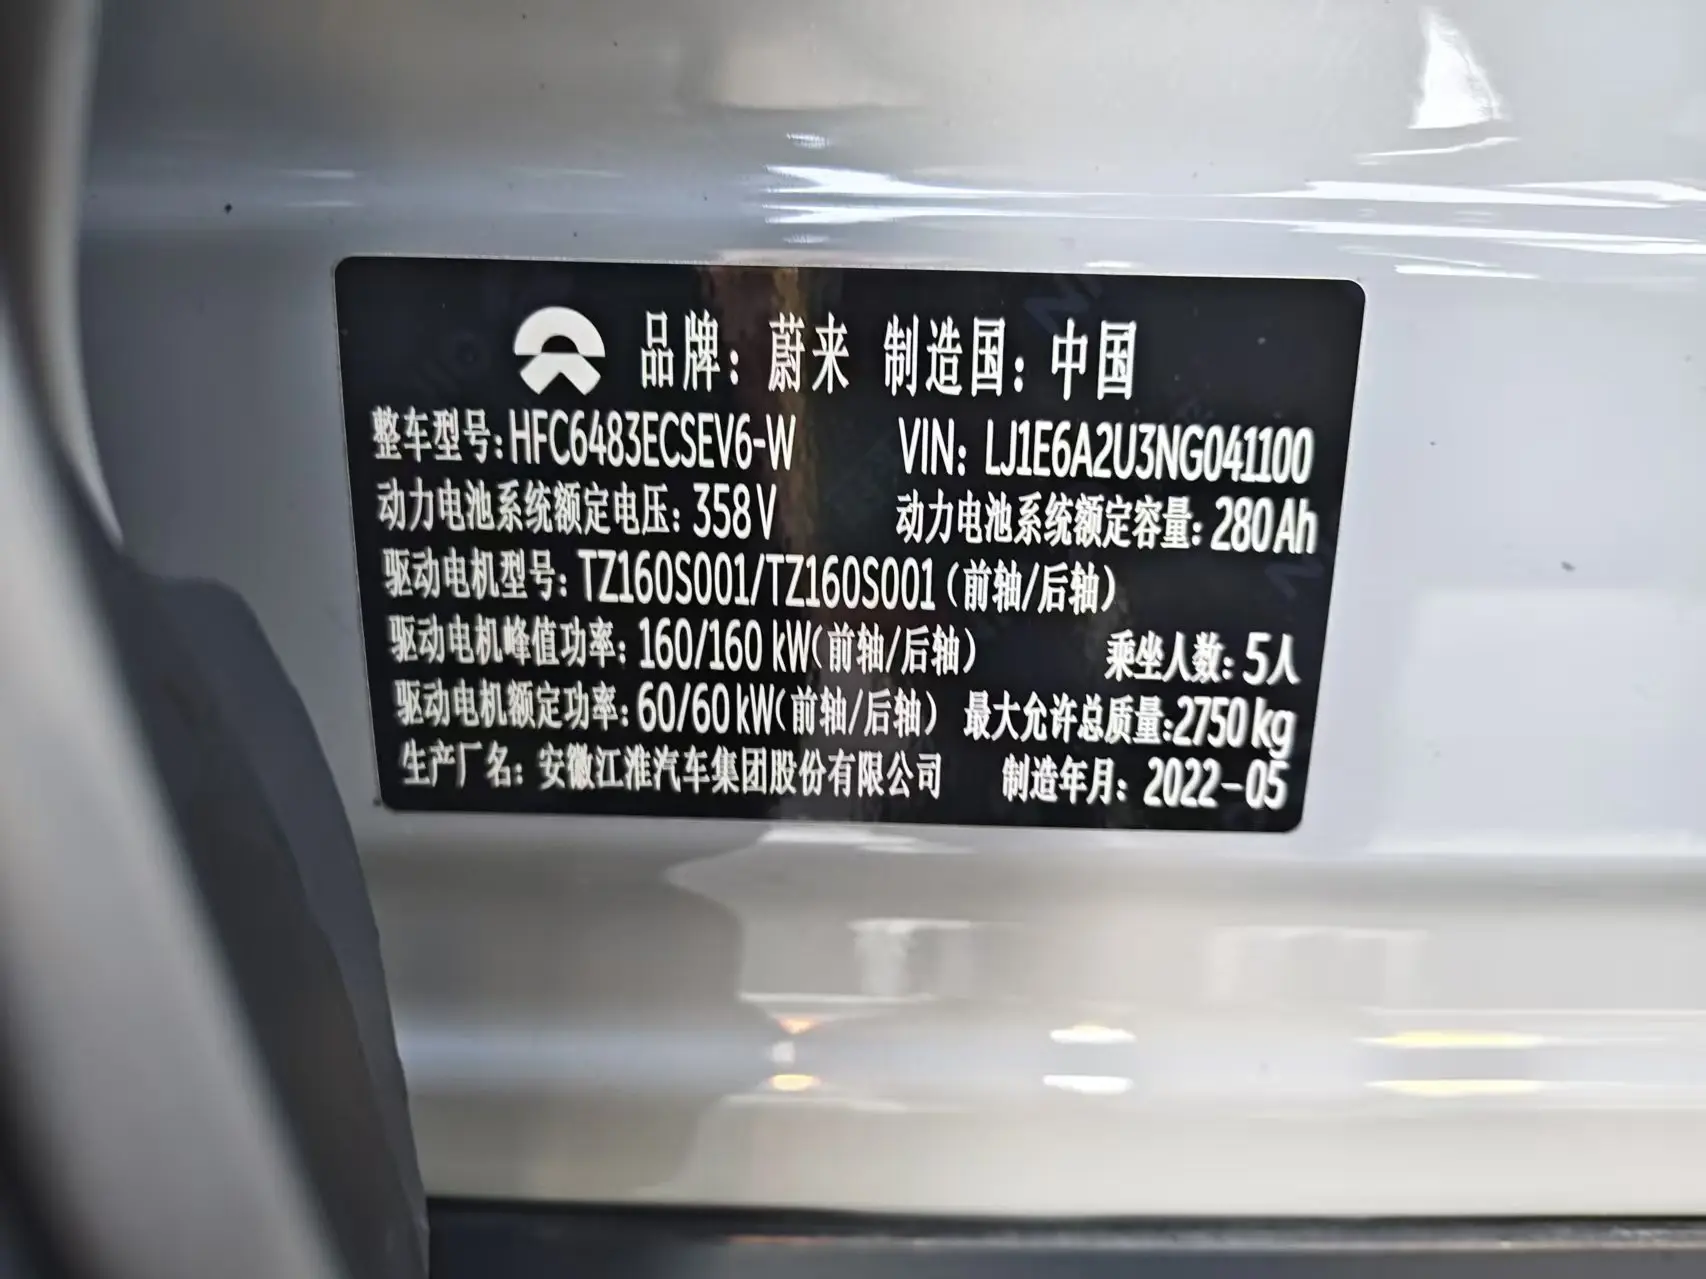 品牌：蔚来 制造国：中国
整车型号：HFC6483ECSEV6-W VIN：LJ1E6A2U3NG041100
动力电池系统额定电压：358V 动力电池系统额定容量：280Ah
驱动电机型号：TZ160S001/TZ160S001（前轴/后轴）
驱动电机峰值功率：160/160 kW（前轴/后轴） 乘坐人数：5人
驱动电机额定功率：60/60kW（前轴/后轴） 最大允许总质量：2750kg
生产厂名：安徽江淮汽车集团股份有限公司 制造年月：2022-05